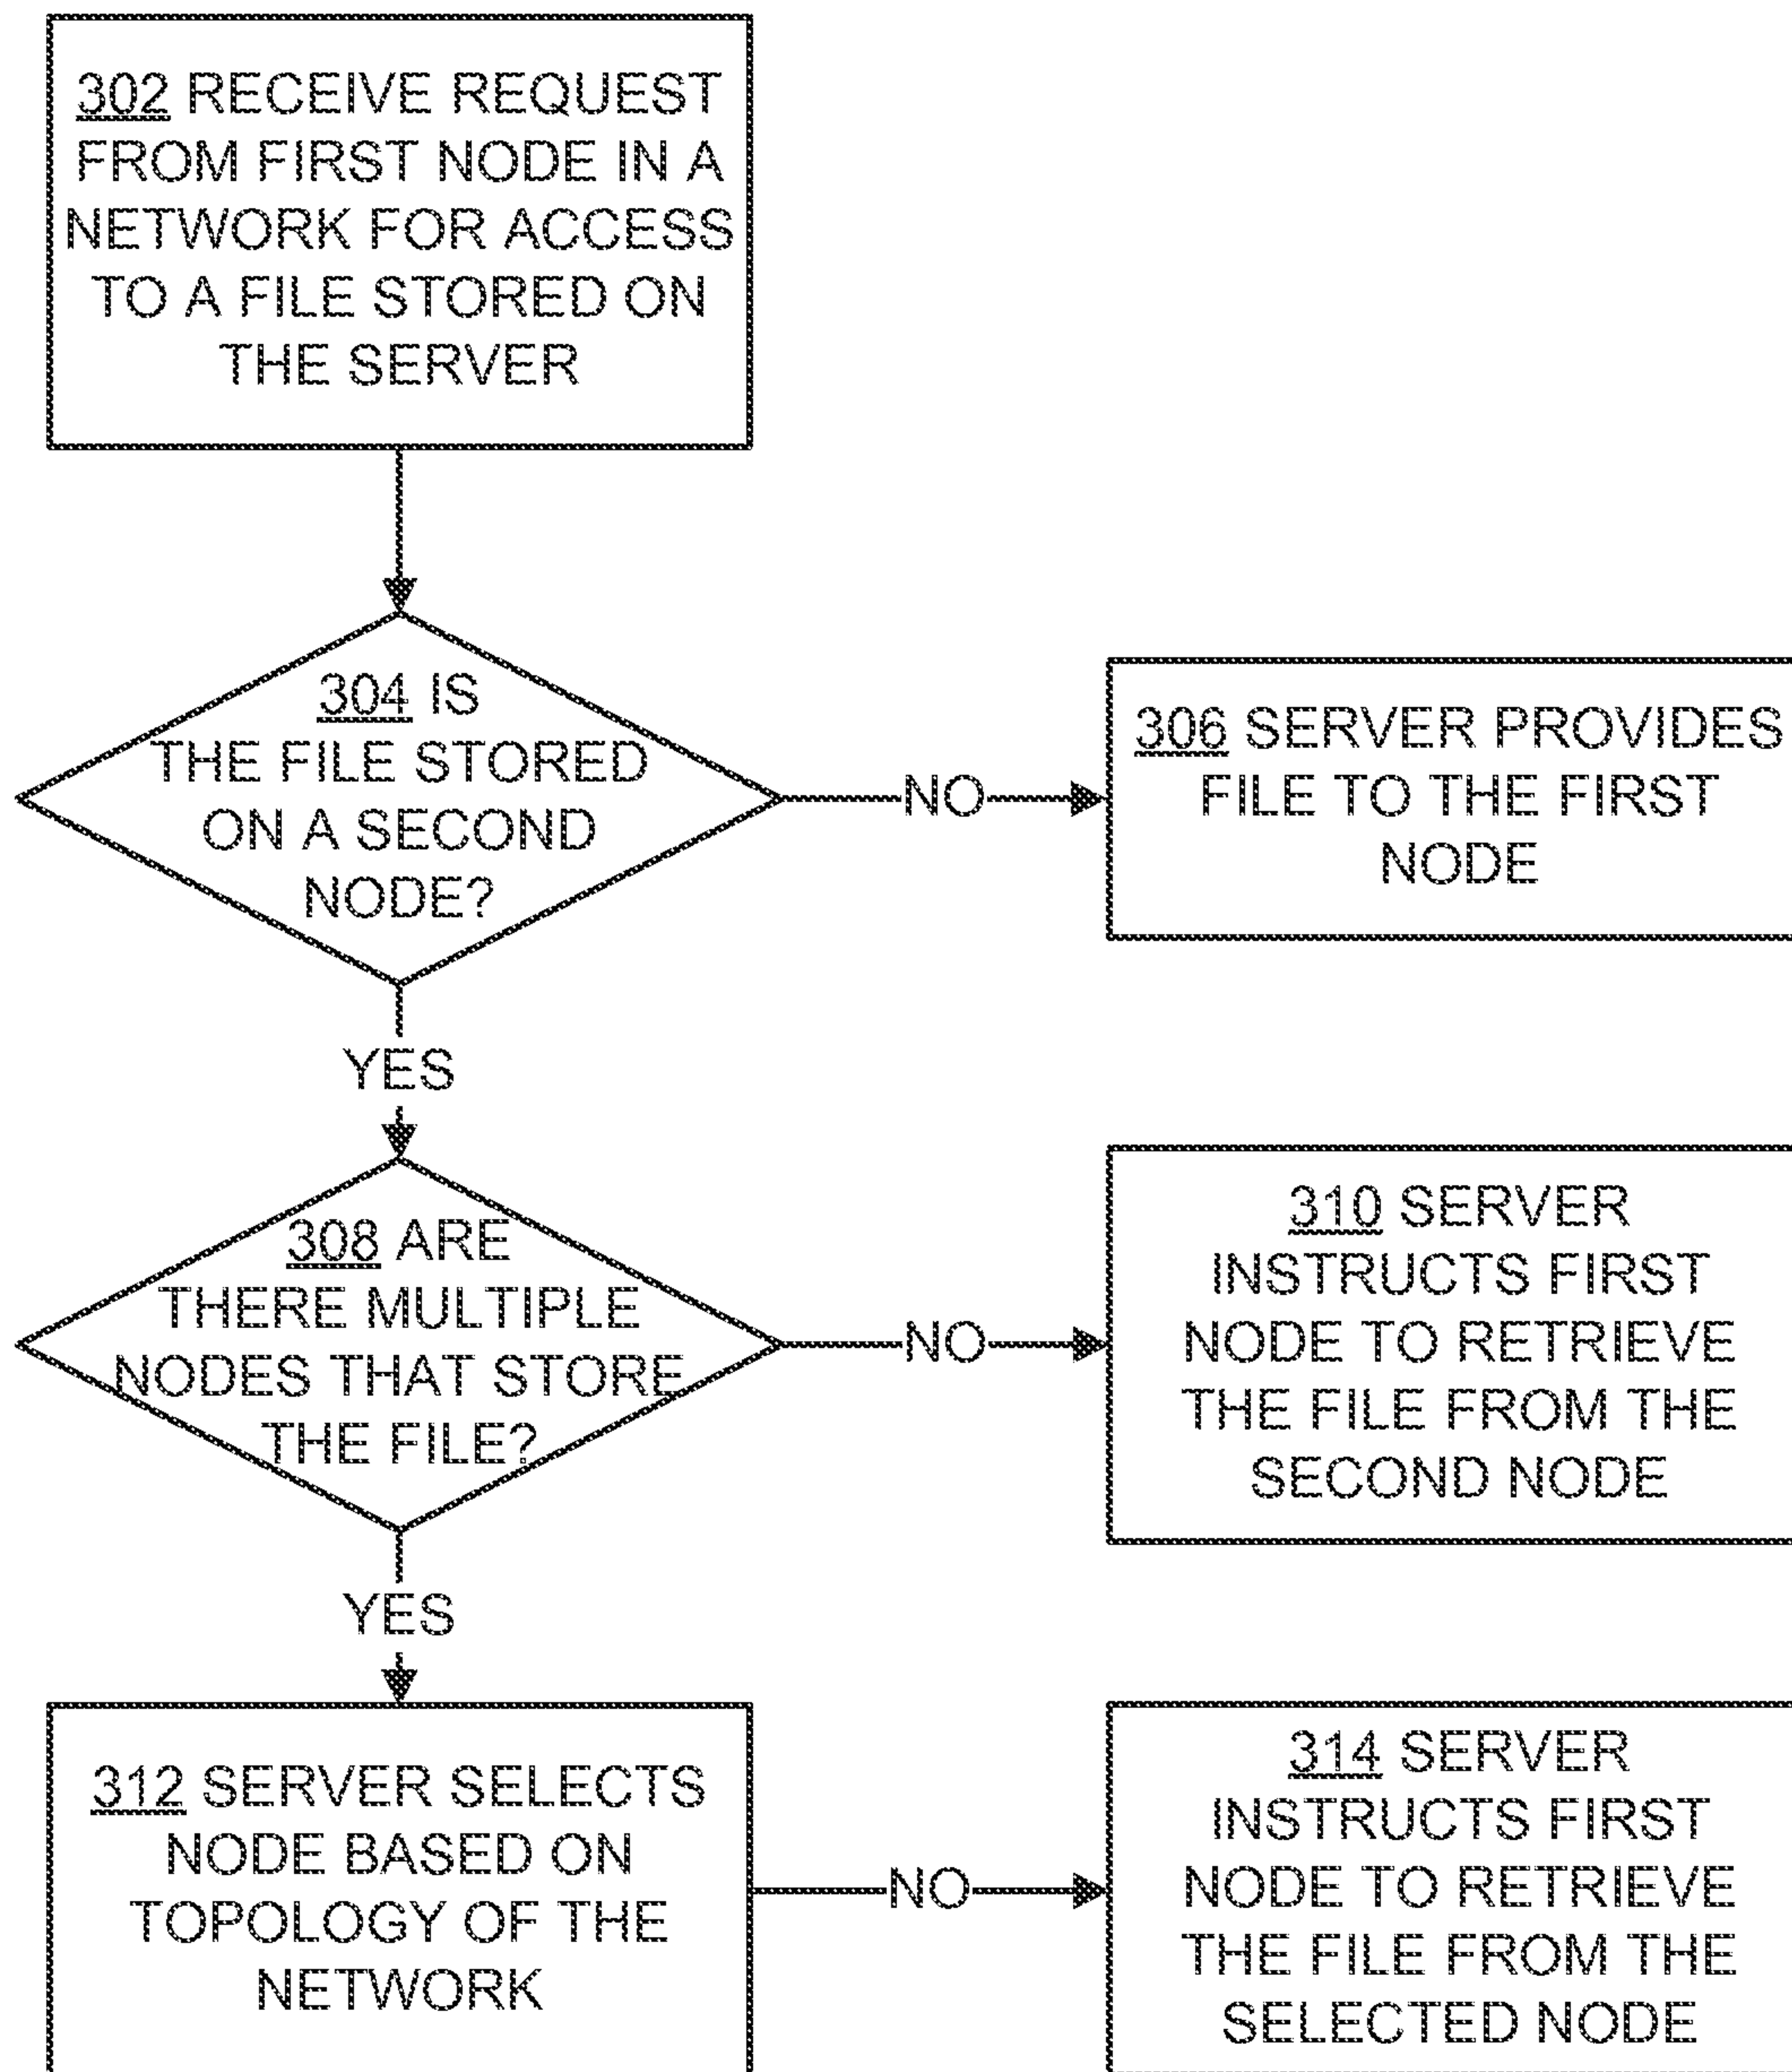 302 RECEIVE REQUEST
FROM FIRST NODE IN A
NETWORK FOR ACCESS
TO A FILE STORED ON
THE SERVER
304 IS
THE FILE STORED
ON A SECOND
NODE?
NO
306 SERVER PROVIDES
FILE TO THE FIRST
NODE
YES
308 ARE
THERE MULTIPLE
NODES THAT STORE
THE FILE?
NO
310 SERVER
INSTRUCTS FIRST
NODE TO RETRIEVE
THE FILE FROM THE
SECOND NODE
YES
312 SERVER SELECTS
NODE BASED ON
TOPOLOGY OF THE
NETWORK
NO
314 SERVER
INSTRUCTS FIRST
NODE TO RETRIEVE
THE FILE FROM THE
SELECTED NODE